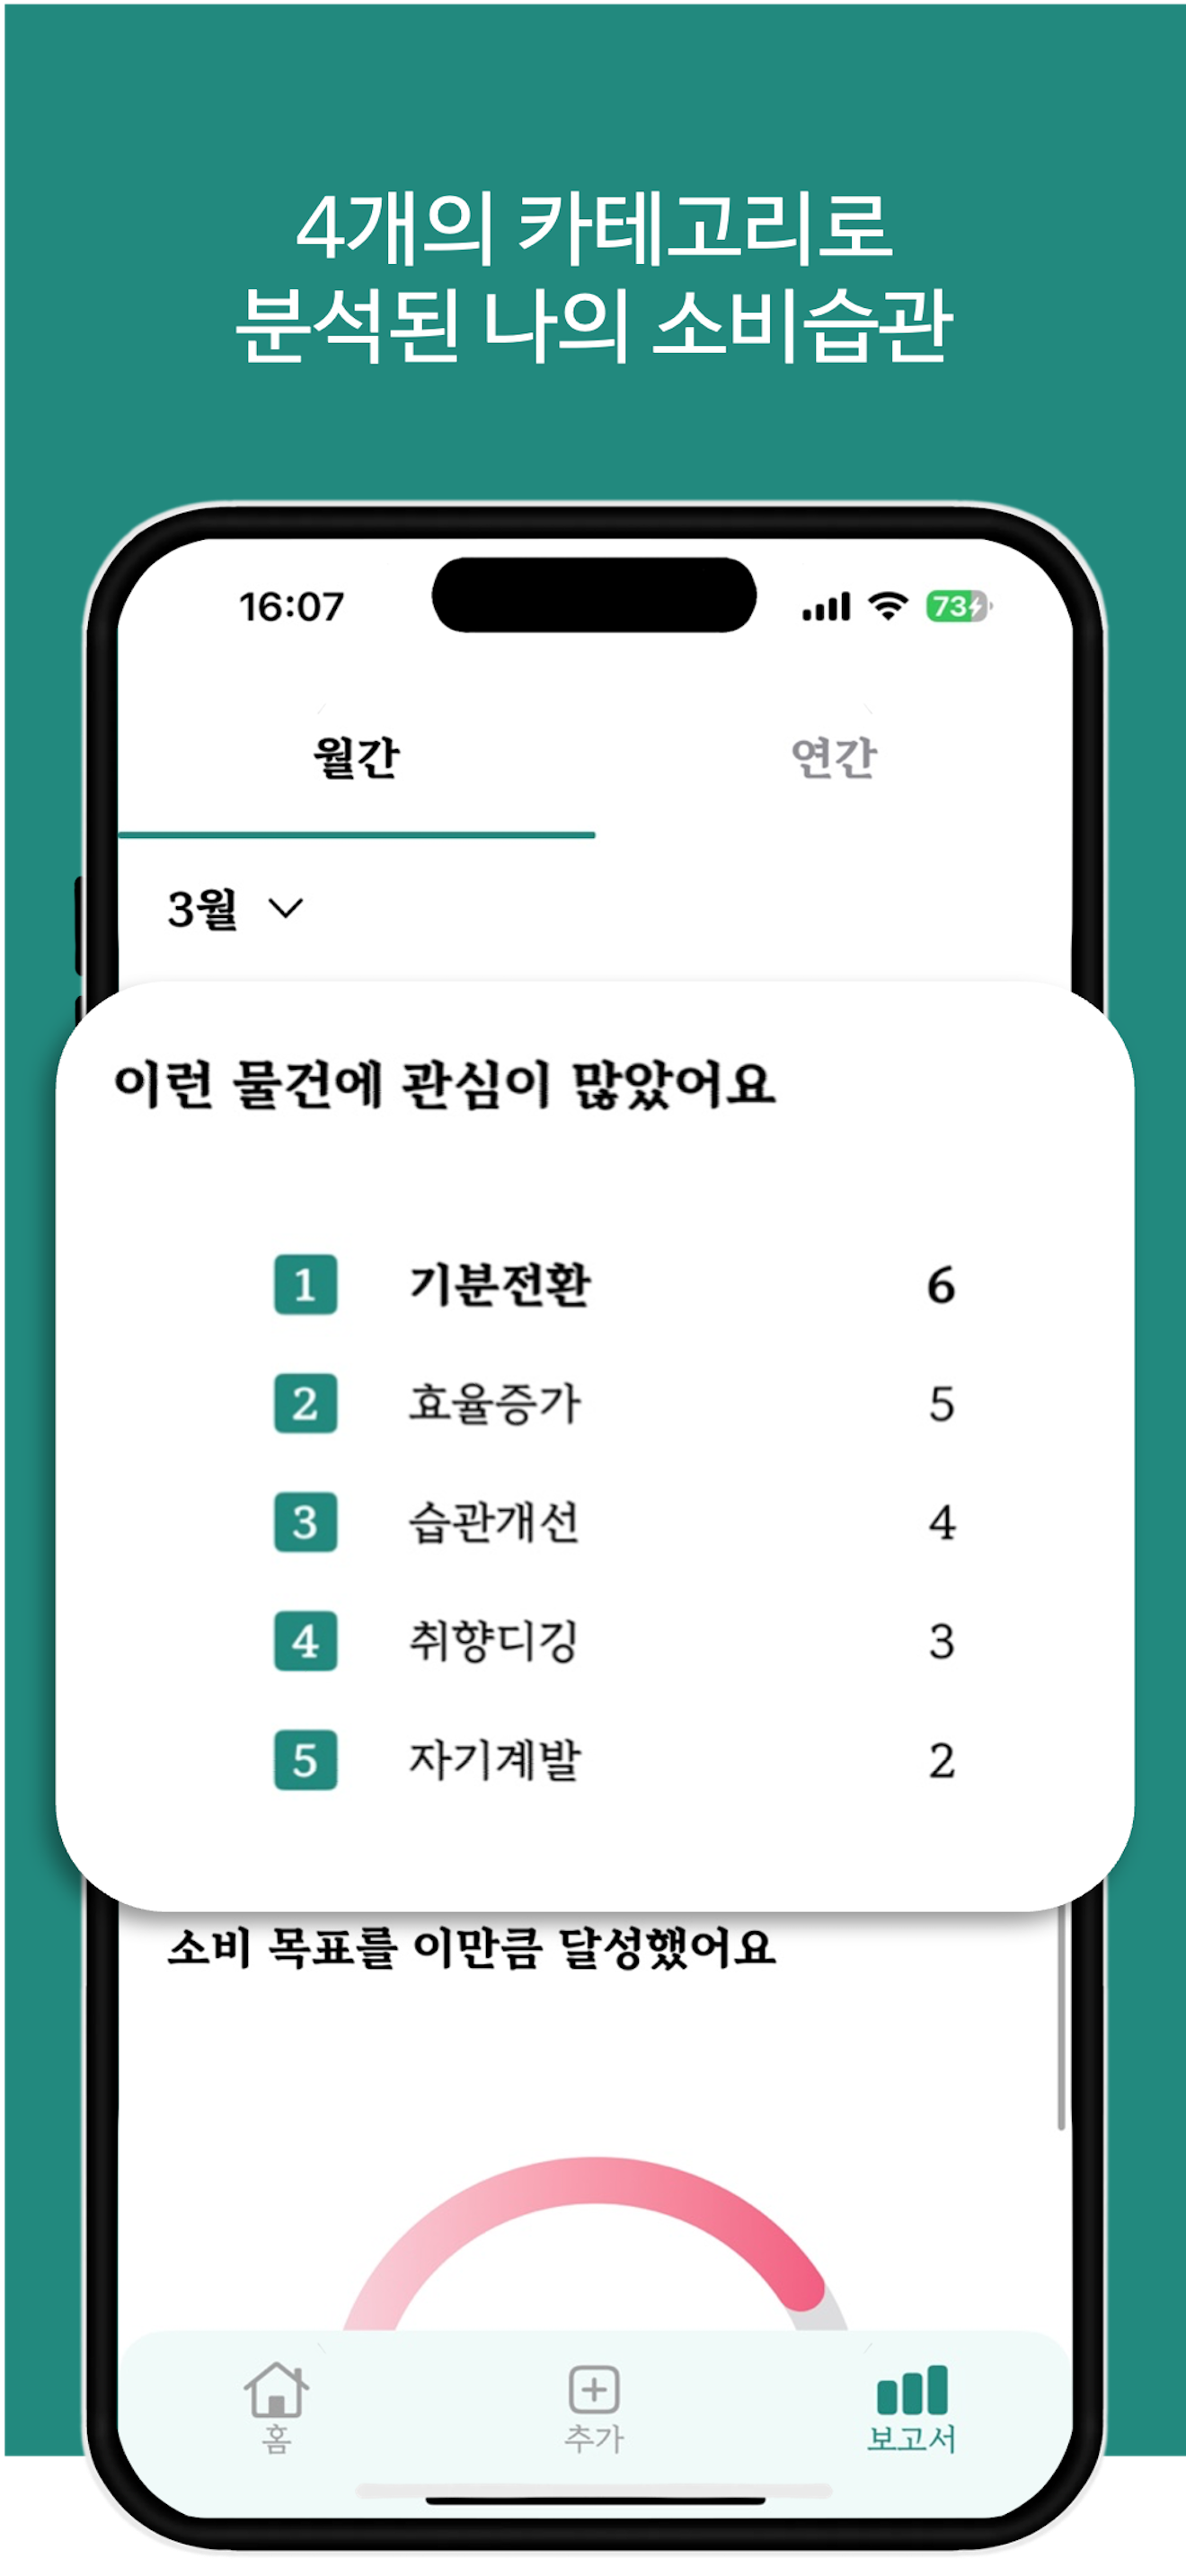 4개의 카테고리로
분석된 나의 소비습관
16:07
73
월간 연간
3월
이런 물건에 관심이 많았어요
1 기분전환 6
2 효율증가 5
3 습관개선 4
4 취향디깅 3
5 자기계발 2
소비 목표를 이만큼 달성했어요
홈 추가 보고서